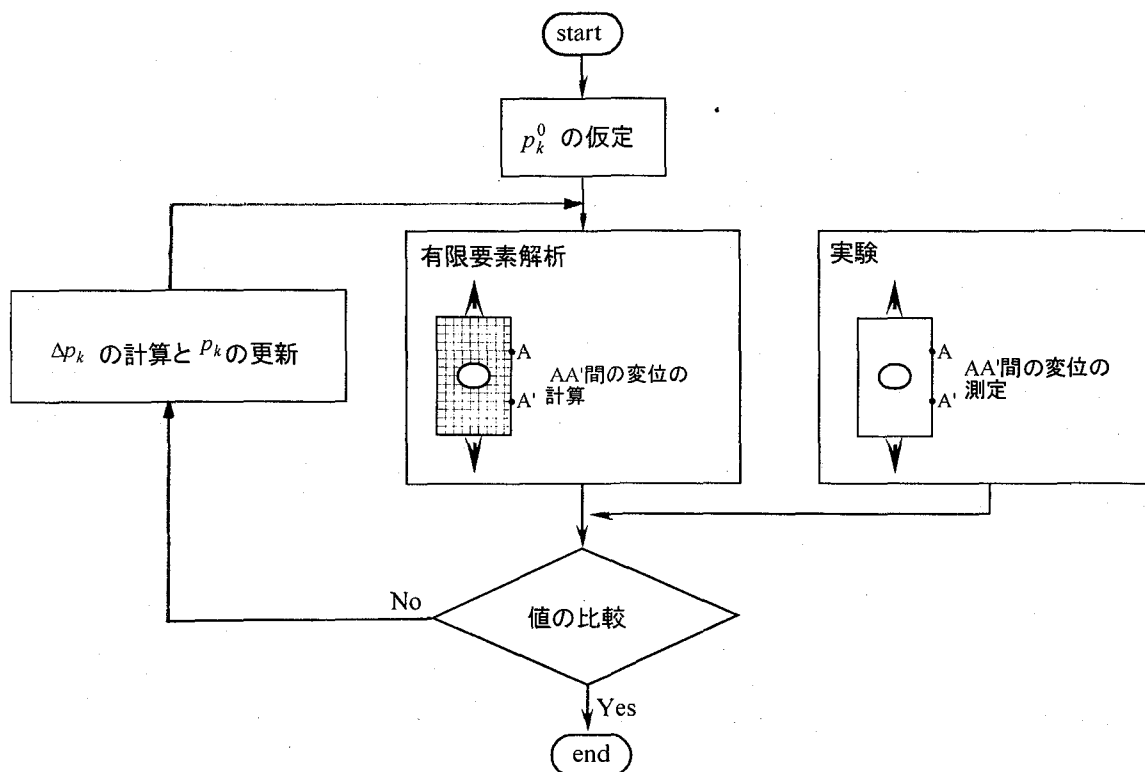 start
p_k^0 の仮定
有限要素解析
A
AA'間の変位の
計算
A'
実験
A
AA'間の変位の
測定
A'
Δp_k の計算と p_k の更新
No
値の比較
Yes
end